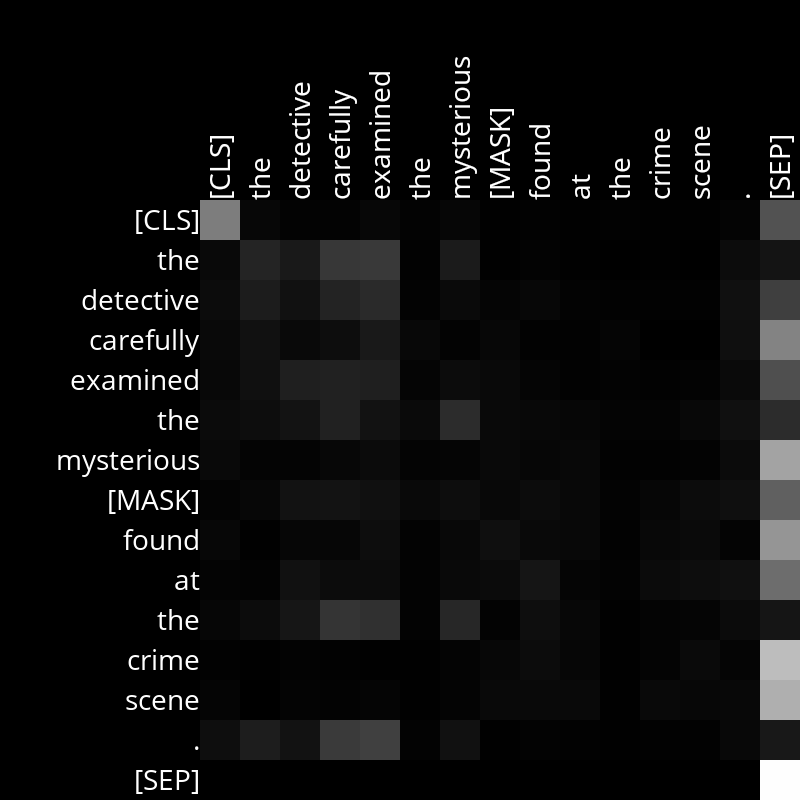 [CLS] the detective carefully examined the mysterious [MASK] found at the crime scene . [SEP]
[CLS]
the
detective
carefully
examined
the
mysterious
[MASK]
found
at
the
crime
scene
.
[SEP]